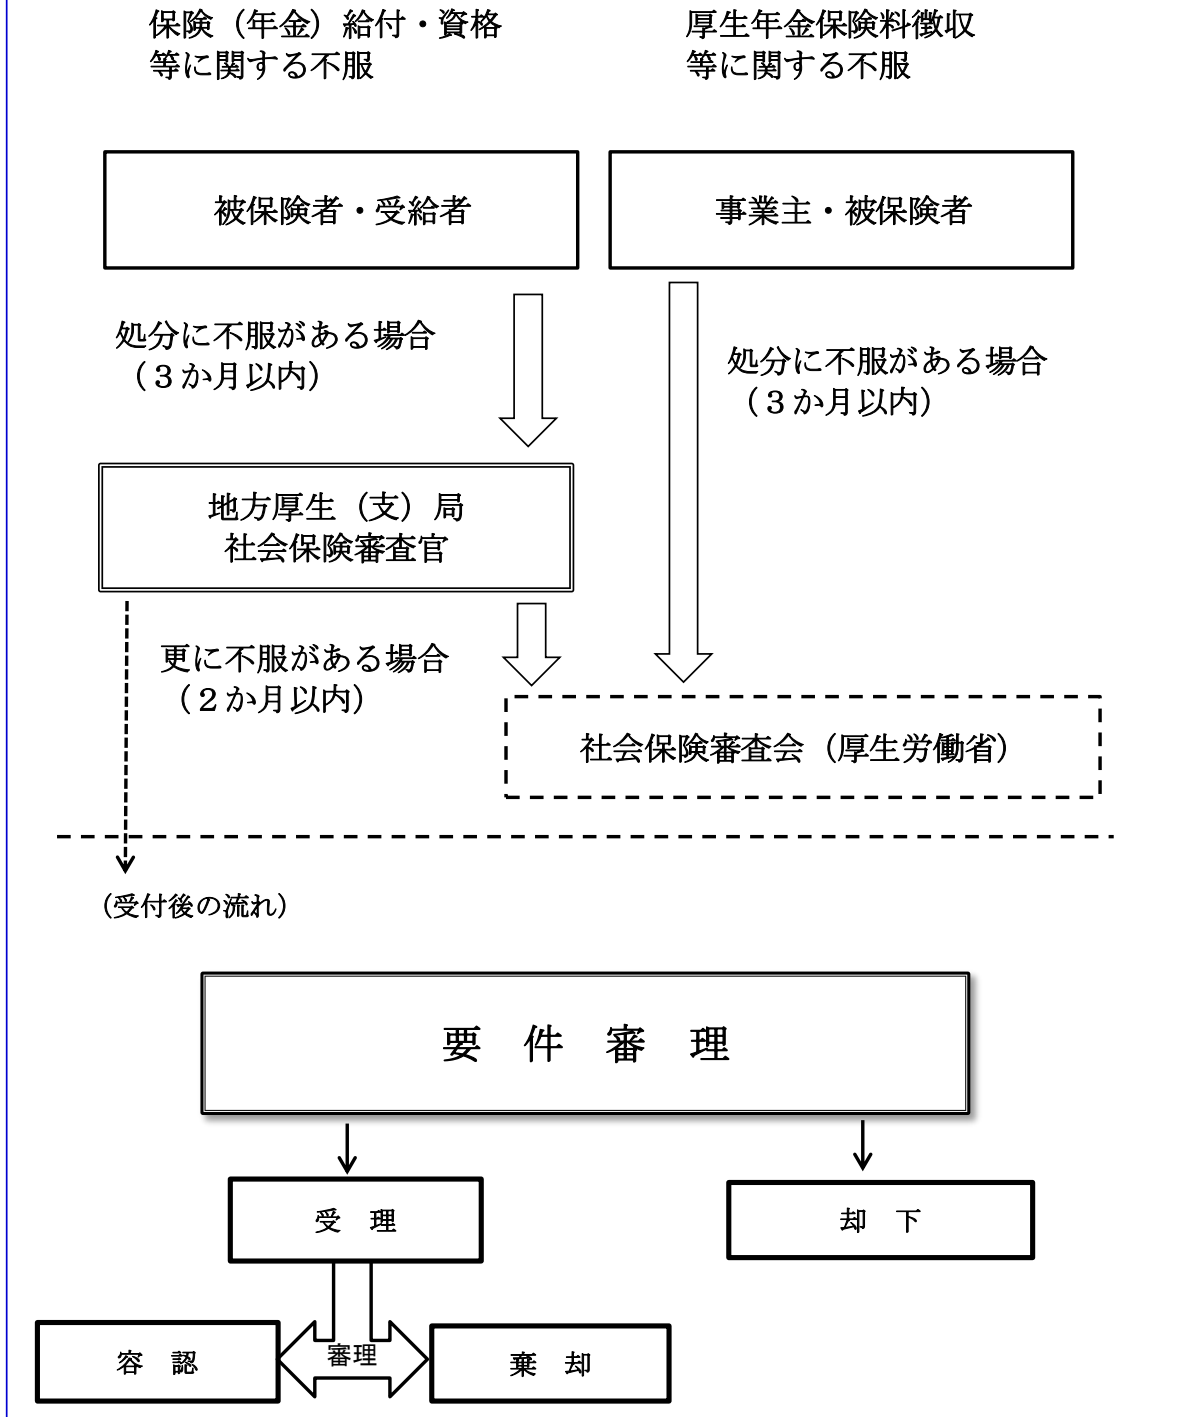 保険（年金）給付・資格
等に関する不服
厚生年金保険料徴収
等に関する不服
被保険者・受給者
事業主・被保険者
処分に不服がある場合
（３か月以内）
処分に不服がある場合
（３か月以内）
地方厚生（支）局
社会保険審査官
更に不服がある場合
（２か月以内）
社会保険審査会（厚生労働省）
（受付後の流れ）
要　件　審　理
受　理
却　下
容　認
審理
棄　却